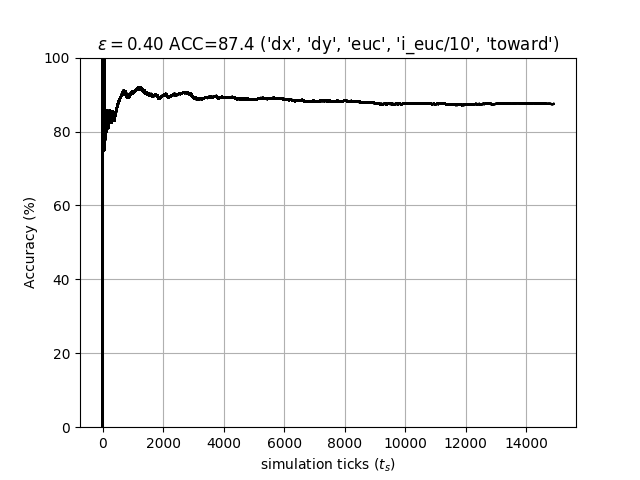 ε = 0.40 ACC=87.4 ('dx', 'dy', 'euc', 'i_euc/10', 'toward')
100
80
60
40
20
0
Accuracy (%)
0 2000 4000 6000 8000 10000 12000 14000
simulation ticks (tₛ)